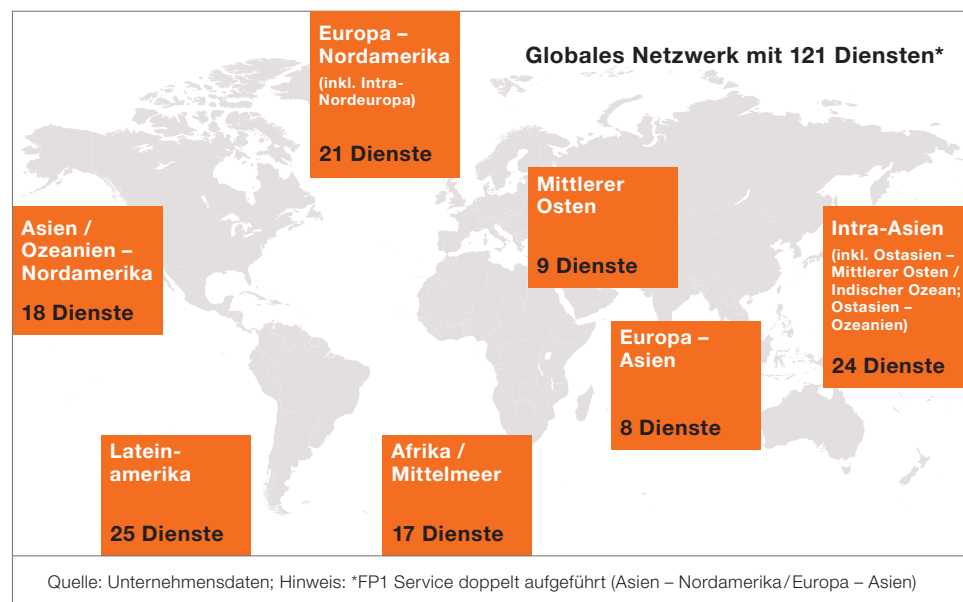 Globales Netzwerk mit 121 Diensten*
Europa –
Nordamerika
(inkl. Intra-
Nordeuropa)
21 Dienste
Mittlerer
Osten
9 Dienste
Asien /
Ozeanien –
Nordamerika
18 Dienste
Intra-Asien
(inkl. Ostasien –
Mittlerer Osten /
Indischer Ozean;
Ostasien –
Ozeanien)
24 Dienste
Europa –
Asien
8 Dienste
Latein-
amerika
25 Dienste
Afrika /
Mittelmeer
17 Dienste
Quelle: Unternehmensdaten; Hinweis: *FP1 Service doppelt aufgeführt (Asien – Nordamerika/Europa – Asien)